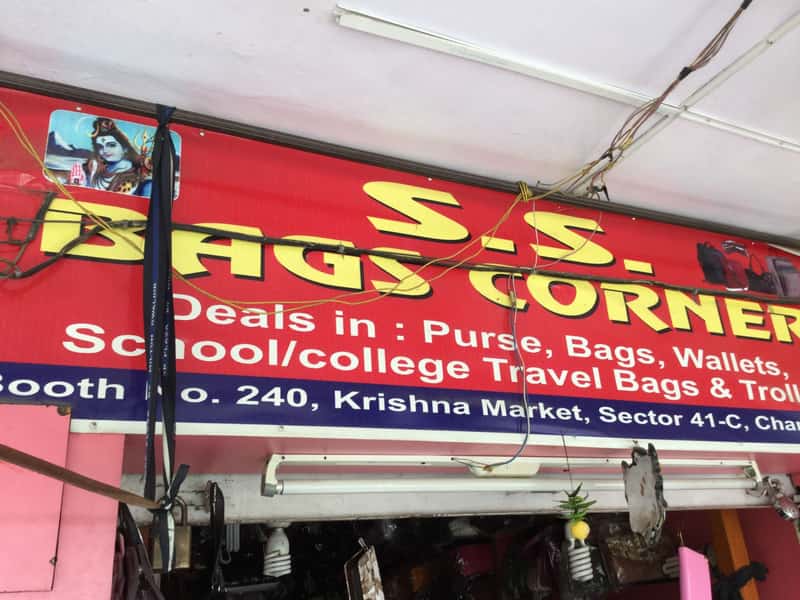 S.S.
BAGS CORNER
Deals in : Purse, Bags, Wallets,
School/college Travel Bags & Troll
Booth No. 240, Krishna Market, Sector 41-C, Chan